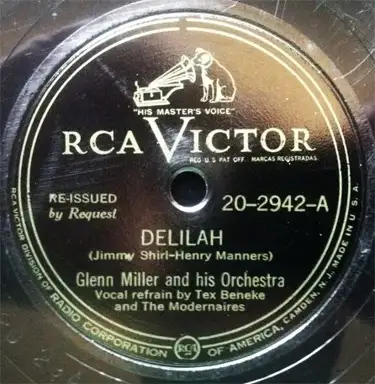 "HIS MASTER'S VOICE"
RCA VICTOR
REG. U.S. PAT. OFF. MARCAS REGISTRADAS
RE-ISSUED
by Request
20-2942-A
DELILAH
(Jimmy Shirl-Henry Manners)
Glenn Miller and his Orchestra
Vocal refrain by Tex Beneke
and The Modernaires
RCA VICTOR DIVISION OF RADIO CORPORATION OF AMERICA, CAMDEN, N. J. MADE IN U. S. A.
RCA